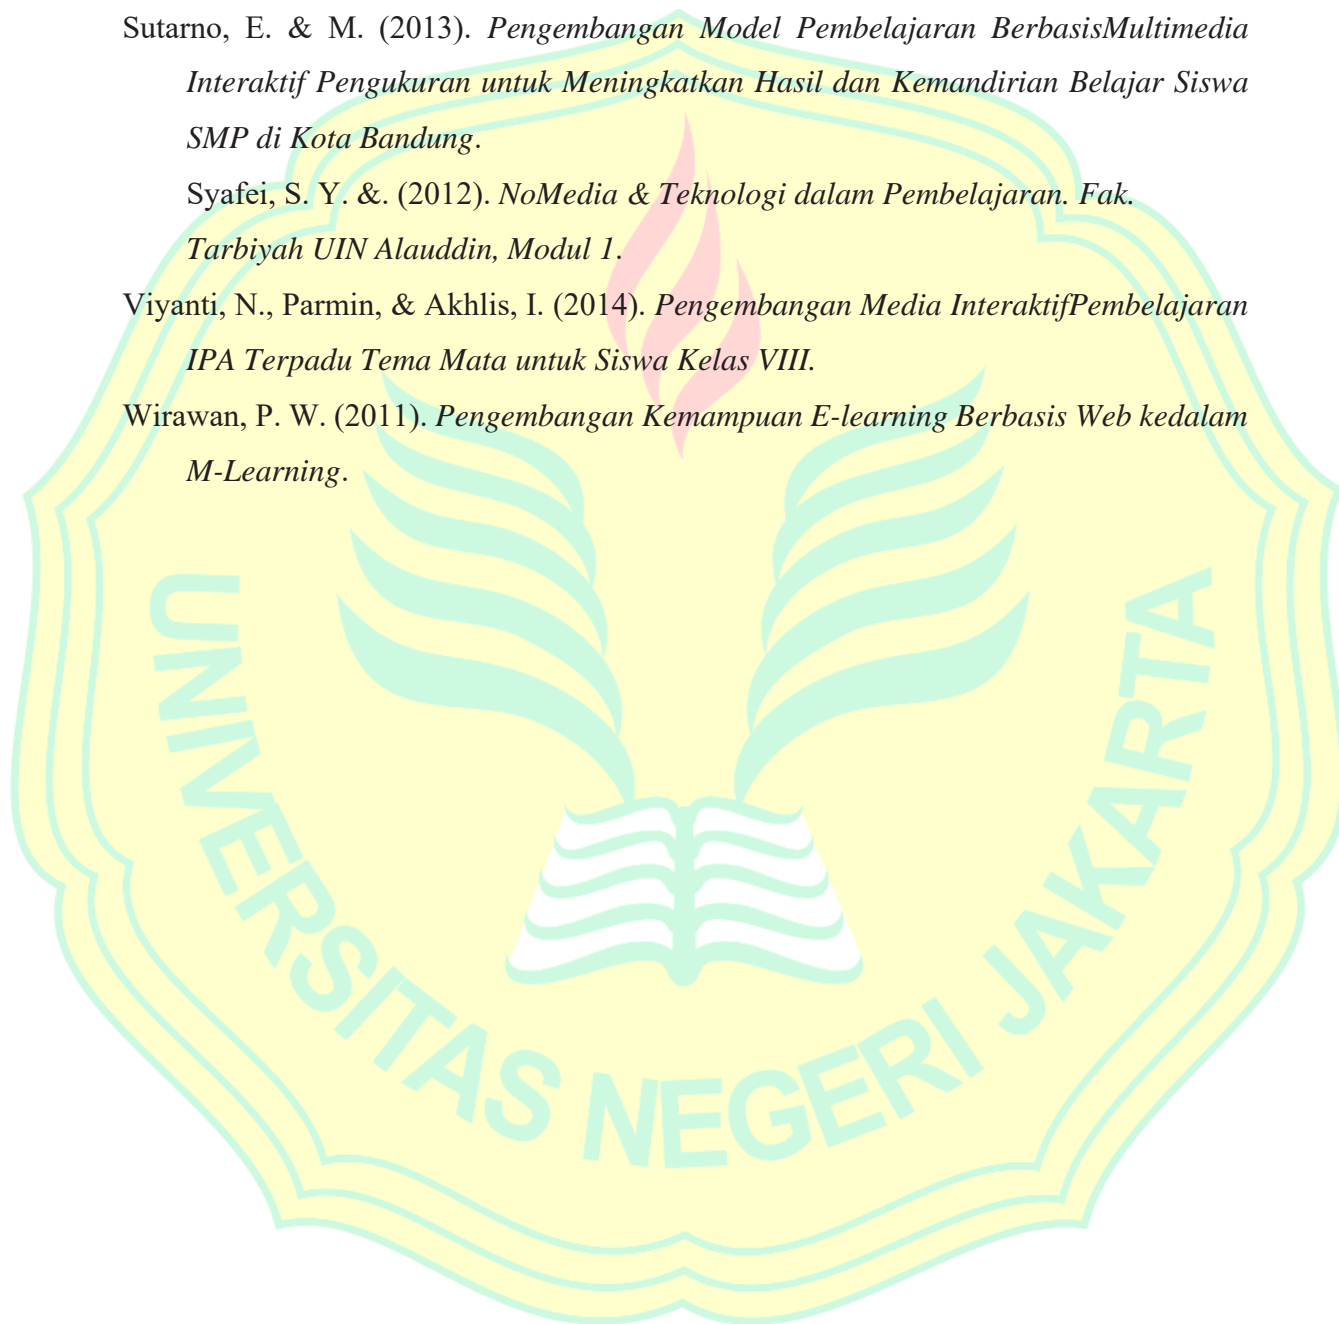 Sutarno, E. & M. (2013). Pengembangan Model Pembelajaran BerbasisMultimedia
Interaktif Pengukuran untuk Meningkatkan Hasil dan Kemandirian Belajar Siswa
SMP di Kota Bandung.
Syafei, S. Y. &. (2012). NoMedia & Teknologi dalam Pembelajaran. Fak.
Tarbiyah UIN Alauddin, Modul 1.
Viyanti, N., Parmin, & Akhlis, I. (2014). Pengembangan Media InteraktifPembelajaran
IPA Terpadu Tema Mata untuk Siswa Kelas VIII.
Wirawan, P. W. (2011). Pengembangan Kemampuan E-learning Berbasis Web kedalam
M-Learning.
UNIVERSITAS NEGERI JAKARTA